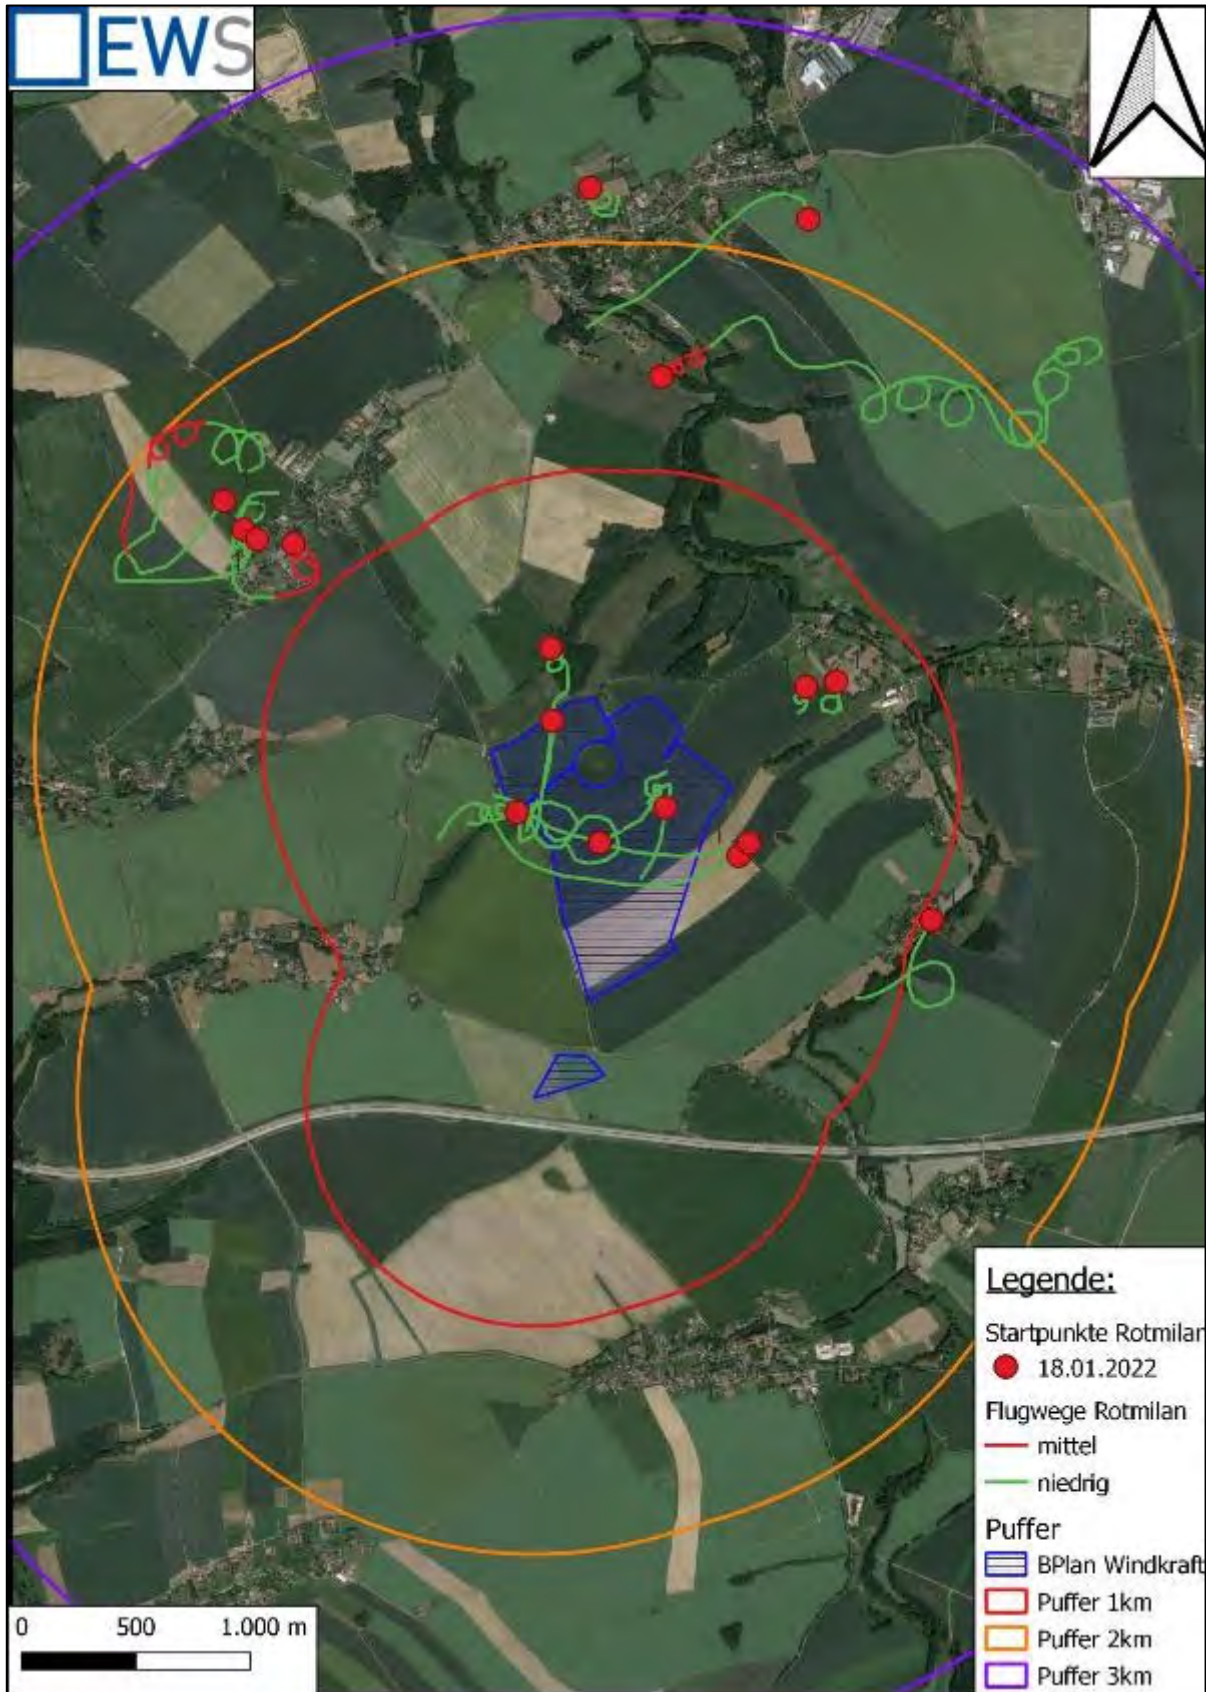 EWS
Legende:
Startpunkte Rotmilan
18.01.2022
Flugwege Rotmilan
mittel
niedrig
Puffer
BPlan Windkraft
Puffer 1km
Puffer 2km
Puffer 3km
0 500 1.000 m